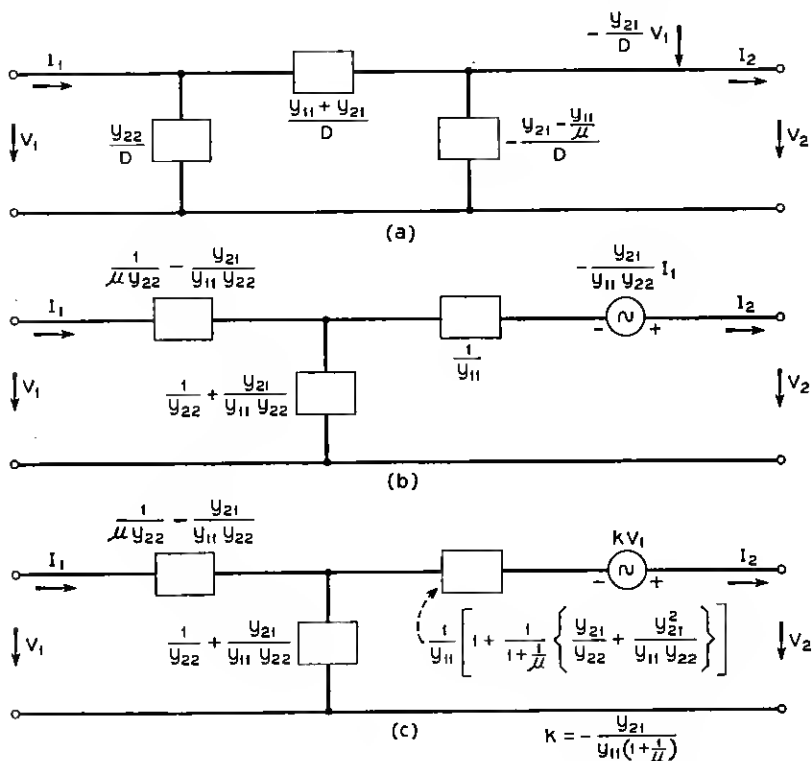 - y21/D V1
I1
I2
y11 + y21/D
V1
y22/D
- y21 - y11/μ/D
V2
(a)
1/μy22 - y21/y11 y22
- y21/y11 y22 I1
I1
I2
- +
1/y11
V1
1/y22 + y21/y11 y22
V2
(b)
1/μy22 - y21/y11 y22
kV1
I1
I2
- +
V1
1/y22 + y21/y11 y22
1/y11 [1 + 1/1+1/μ {y21/y22 + y21²/y11 y22}]
V2
(c)
K = - y21/y11(1+1/μ)